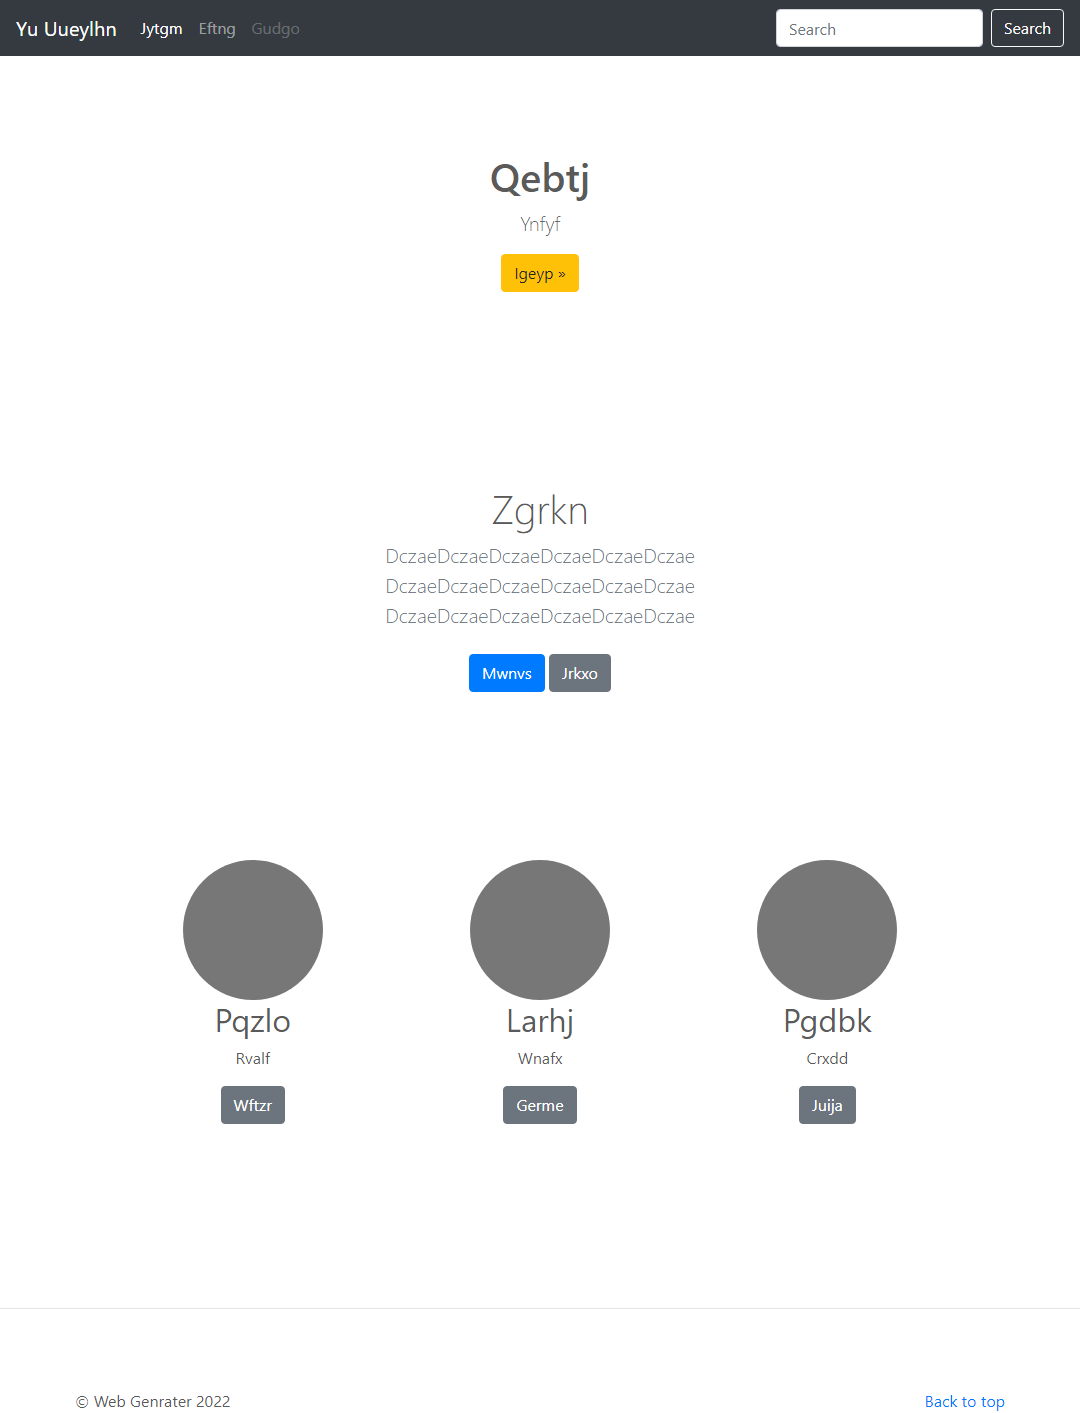 Yu Uueylhn Jytgm Eftng Gudgo Search Search
Qebtj
Ynfyf
Igeyp »
Zgrkn
DczaeDczaeDczaeDczaeDczaeDczae
DczaeDczaeDczaeDczaeDczaeDczae
DczaeDczaeDczaeDczaeDczaeDczae
Mwnvs Jrkxo
Pqzlo Larhj Pgdbk
Rvalf Wnafx Crxdd
Wftzr Germe Juija
© Web Genrater 2022 Back to top